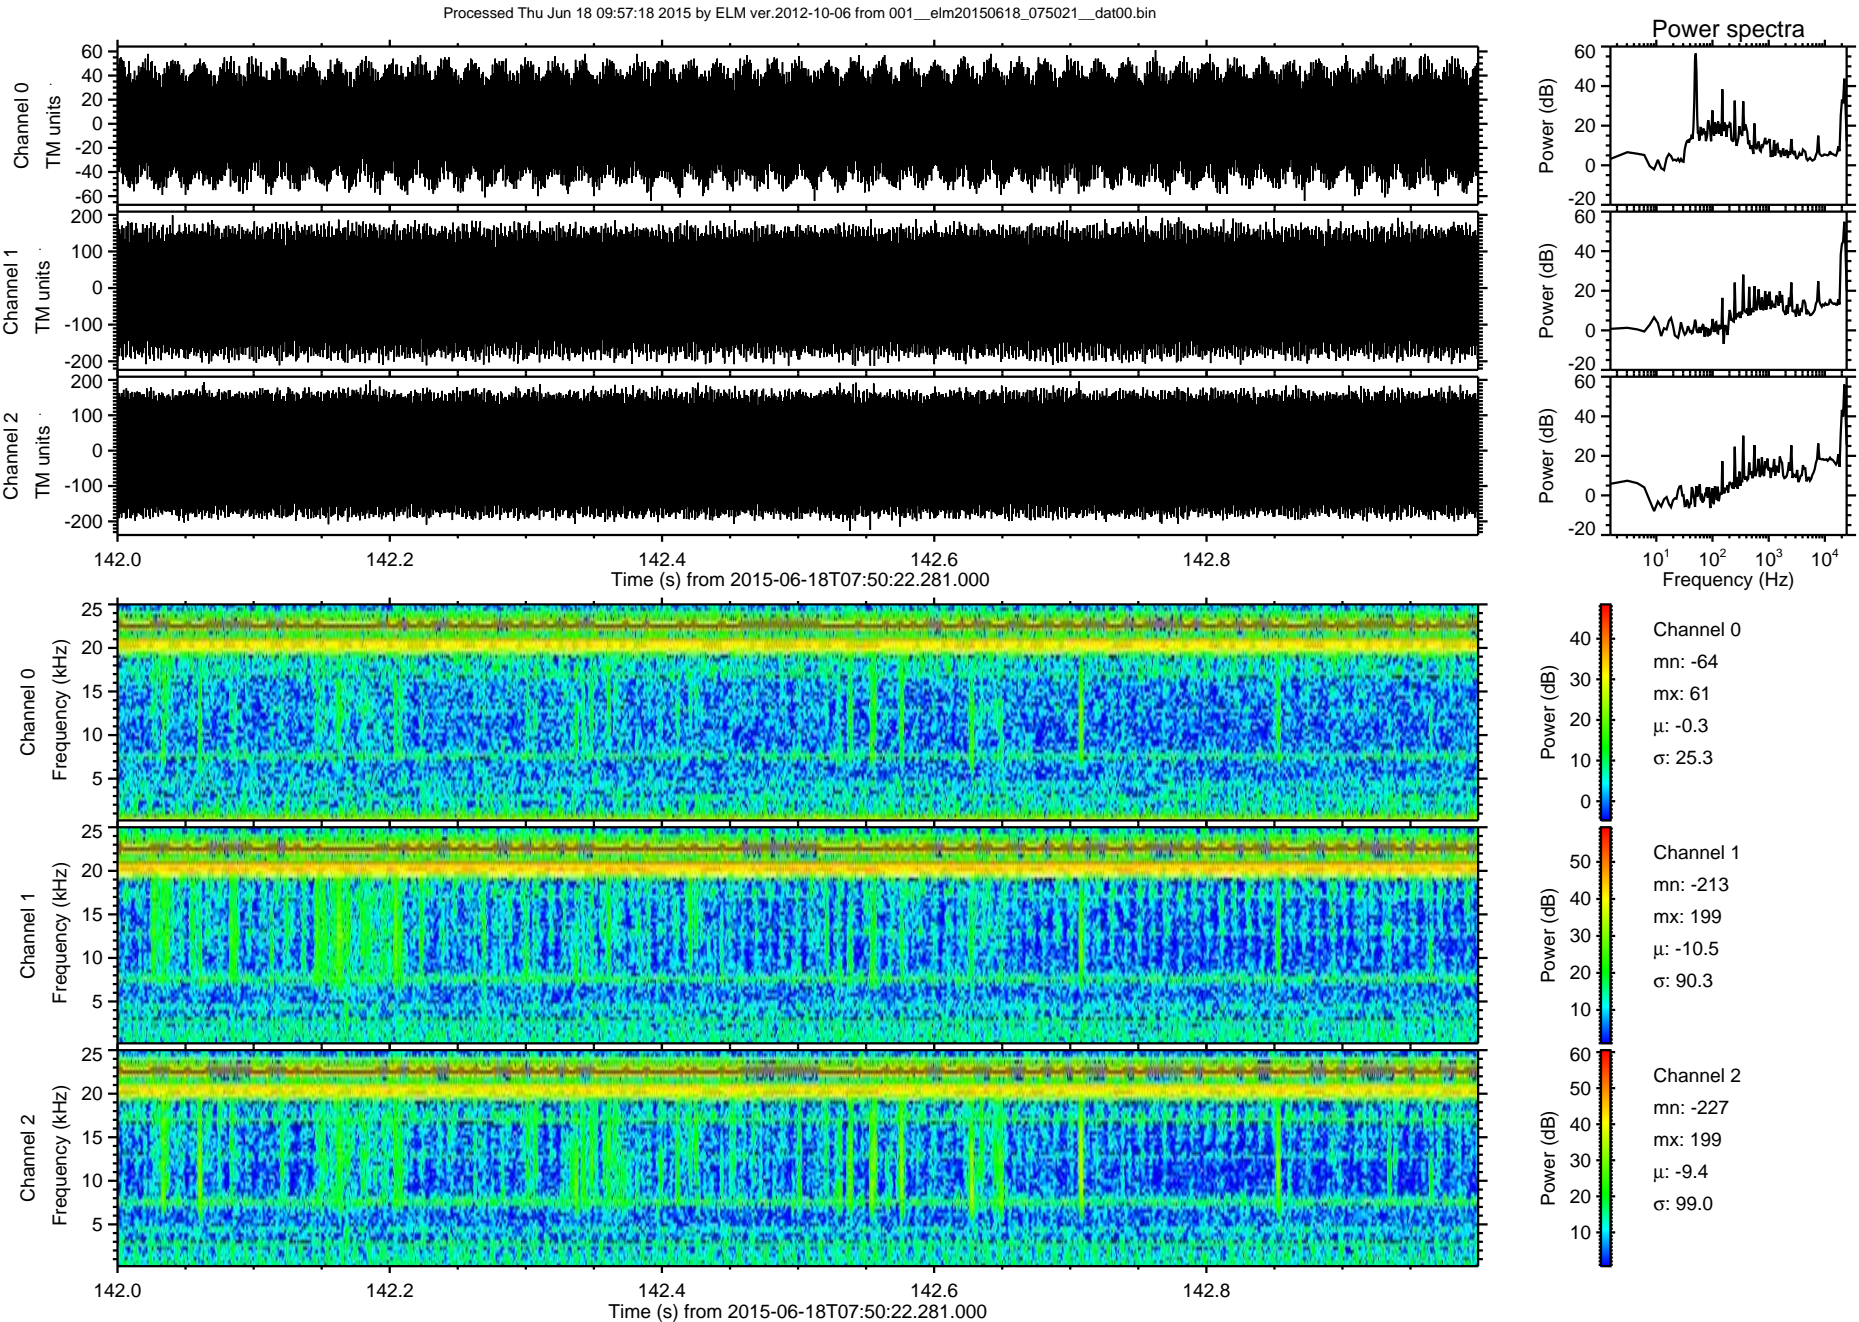 Processed Thu Jun 18 09:57:18 2015 by ELM ver.2012-10-06 from 001__elm20150618_075021__dat00.bin
Power spectra
Channel 0
TM units
60
40
20
0
-20
-40
-60
Power (dB)
60
40
20
0
-20
Channel 1
TM units
200
100
0
-100
-200
Power (dB)
60
40
20
0
-20
Channel 2
TM units
200
100
0
-100
-200
Power (dB)
60
40
20
0
-20
142.0 142.2 142.4 142.6 142.8
Time (s) from 2015-06-18T07:50:22.281.000
10^1 10^2 10^3 10^4
Frequency (Hz)
Channel 0
Frequency (kHz)
25
20
15
10
5
Power (dB)
40
30
20
10
0
Channel 0
mn: -64
mx: 61
μ: -0.3
σ: 25.3
Channel 1
Frequency (kHz)
25
20
15
10
5
Power (dB)
50
40
30
20
10
Channel 1
mn: -213
mx: 199
μ: -10.5
σ: 90.3
Channel 2
Frequency (kHz)
25
20
15
10
5
Power (dB)
60
50
40
30
20
10
Channel 2
mn: -227
mx: 199
μ: -9.4
σ: 99.0
142.0 142.2 142.4 142.6 142.8
Time (s) from 2015-06-18T07:50:22.281.000